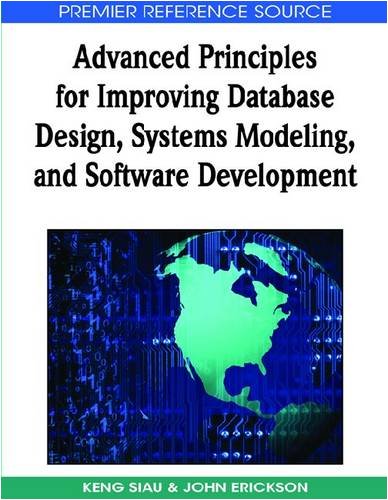 PREMIER REFERENCE SOURCE
Advanced Principles
for Improving Database
Design, Systems Modeling,
and Software Development
KENG SIAU & JOHN ERICKSON